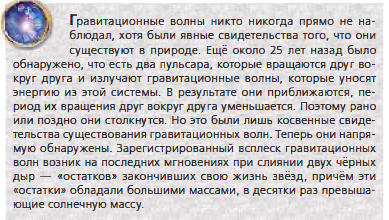 Гравитационные волны никто никогда прямо не на-
блюдал, хотя были явные свидетельства того, что они
существуют в природе. Ещё около 25 лет назад было
обнаружено, что есть два пульсара, которые вращаются друг во-
круг друга и излучают гравитационные волны, которые уносят
энергию из этой системы. В результате они приближаются, пе-
риод их вращения друг вокруг друга уменьшается. Поэтому рано
или поздно они столкнутся. Но это были лишь косвенные свиде-
тельства существования гравитационных волн. Теперь они напря-
мую обнаружены. Зарегистрированный всплеск гравитационных
волн возник на последних мгновениях при слиянии двух чёрных
дыр — «остатков» закончивших свою жизнь звёзд, причём эти
«остатки» обладали большими массами, в десятки раз превыша-
ющие солнечную массу.